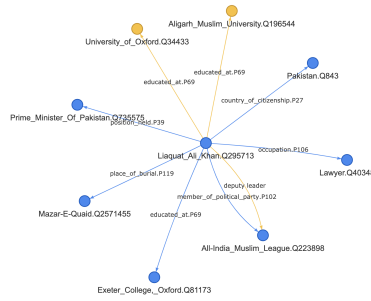 Aligarh_Muslim_University.Q196544
University_of_Oxford.Q34433
educated_at.P69
educated_at.P69
Pakistan.Q843
country_of_citizenship.P27
Prime_Minister_Of_Pakistan.Q735575
position_held.P39
Liaquat_Ali_Khan.Q295713
occupation.P106
Lawyer.Q40348
place_of_burial.P119
deputy leader
member_of_political_party.P102
Mazar-E-Quaid.Q2571455
educated_at.P69
All-India_Muslim_League.Q223898
Exeter_College,_Oxford.Q81173